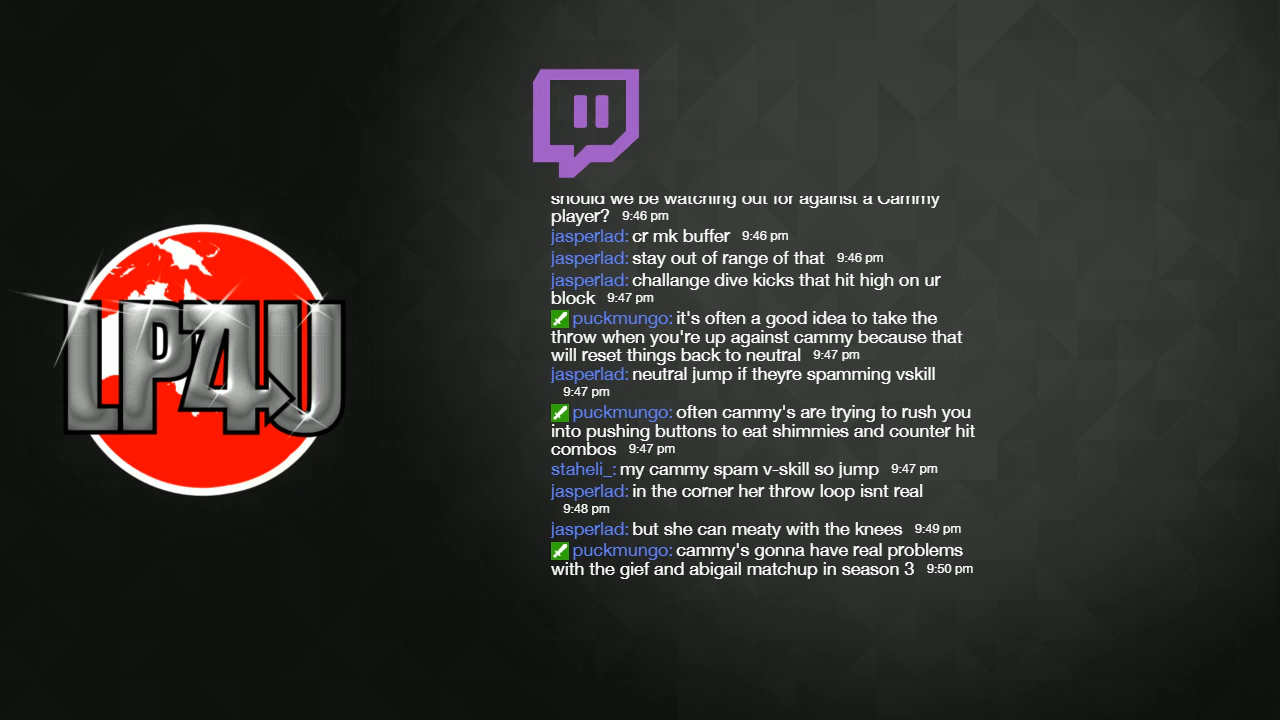 LP4U
should we be watching out for against a Cammy
player? 9:46 pm
jasperlad: cr mk buffer 9:46 pm
jasperlad: stay out of range of that 9:46 pm
jasperlad: challange dive kicks that hit high on ur
block 9:47 pm
puckmungo: it's often a good idea to take the
throw when you're up against cammy because that
will reset things back to neutral 9:47 pm
jasperlad: neutral jump if theyre spamming vskill
9:47 pm
puckmungo: often cammy's are trying to rush you
into pushing buttons to eat shimmies and counter hit
combos 9:47 pm
staheli_: my cammy spam v-skill so jump 9:47 pm
jasperlad: in the corner her throw loop isnt real
9:48 pm
jasperlad: but she can meaty with the knees 9:49 pm
puckmungo: cammy's gonna have real problems
with the gief and abigail matchup in season 3 9:50 pm